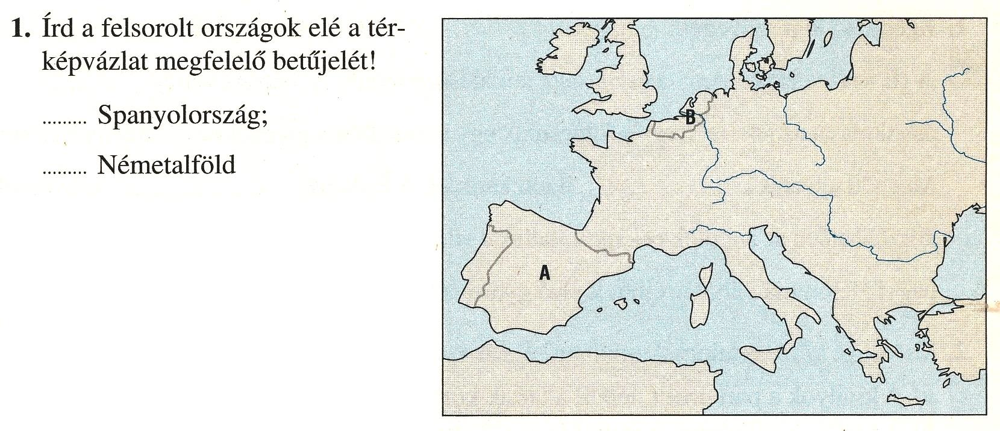 1. Írd a felsorolt országok elé a tér-
képvázlat megfelelő betűjelét!
......... Spanyolország;
......... Németalföld
B
A